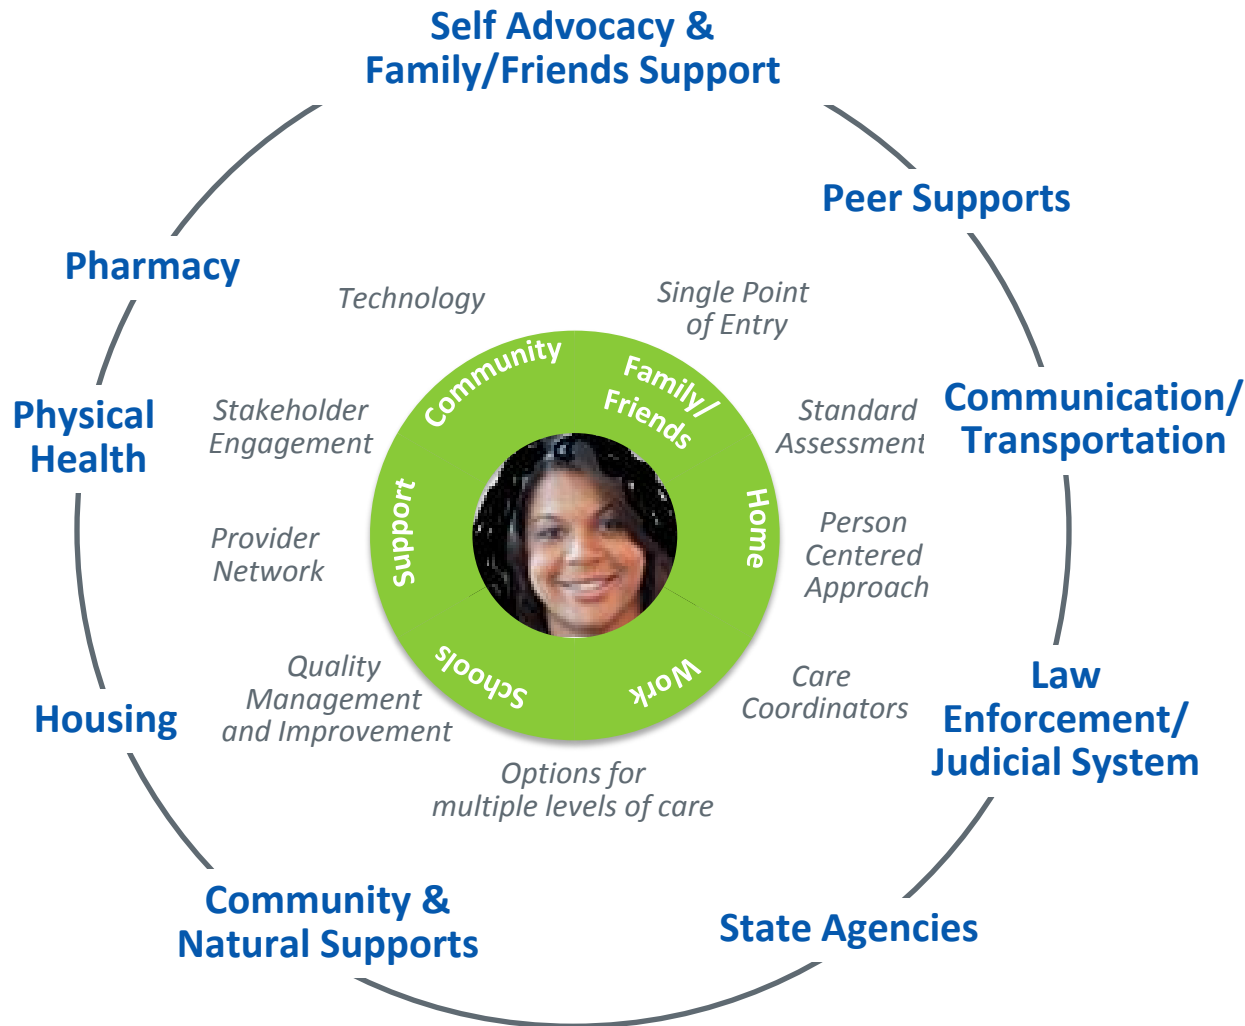 Self Advocacy &
Family/Friends Support
Peer Supports
Pharmacy
Technology
Single Point
of Entry
Community
Family/
Friends
Physical
Health
Stakeholder
Engagement
Standard
Assessment
Communication/
Transportation
Support
Home
Provider
Network
Person
Centered
Approach
Schools
Work
Quality
Management
and Improvement
Care
Coordinators
Law
Enforcement/
Judicial System
Housing
Options for
multiple levels of care
Community &
Natural Supports
State Agencies